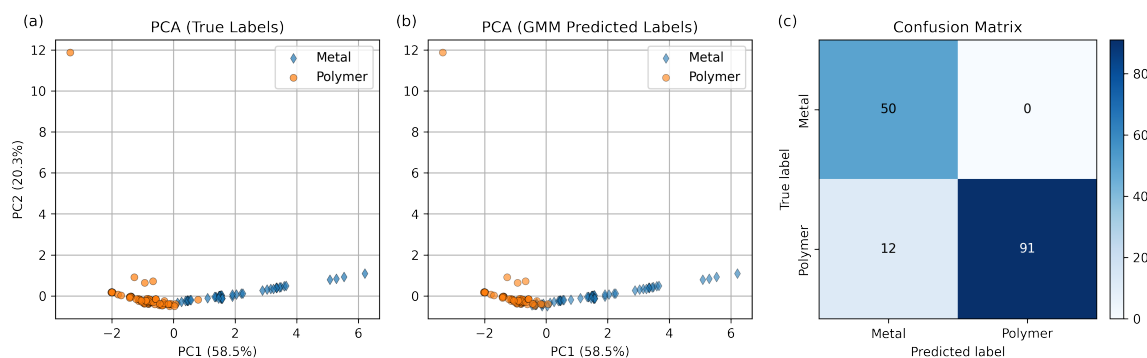 (a)
PCA (True Labels)
12
10
8
6
4
2
0
PC2 (20.3%)
−2
0
2
4
6
PC1 (58.5%)
Metal
Polymer
(b)
PCA (GMM Predicted Labels)
12
10
8
6
4
2
0
−2
0
2
4
6
PC1 (58.5%)
Metal
Polymer
(c)
Confusion Matrix
True label
Metal
Polymer
50
0
12
91
Metal
Polymer
Predicted label
80
60
40
20
0